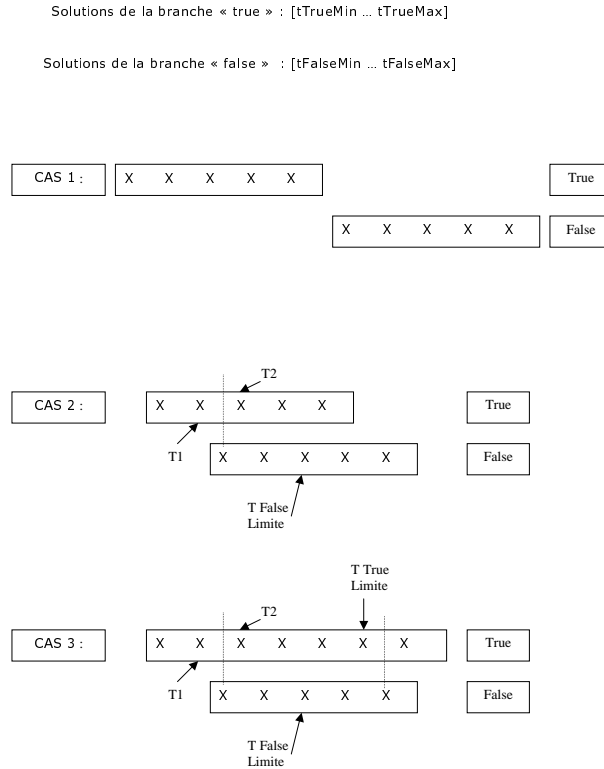 Solutions de la branche « true » : [tTrueMin ... tTrueMax]
Solutions de la branche « false » : [tFalseMin ... tFalseMax]
CAS 1 : X X X X X True
X X X X X False
T2
CAS 2 : X X X X X True
T1 X X X X X False
T False
Limite
T True
Limite
T2
CAS 3 : X X X X X X X True
T1 X X X X X False
T False
Limite